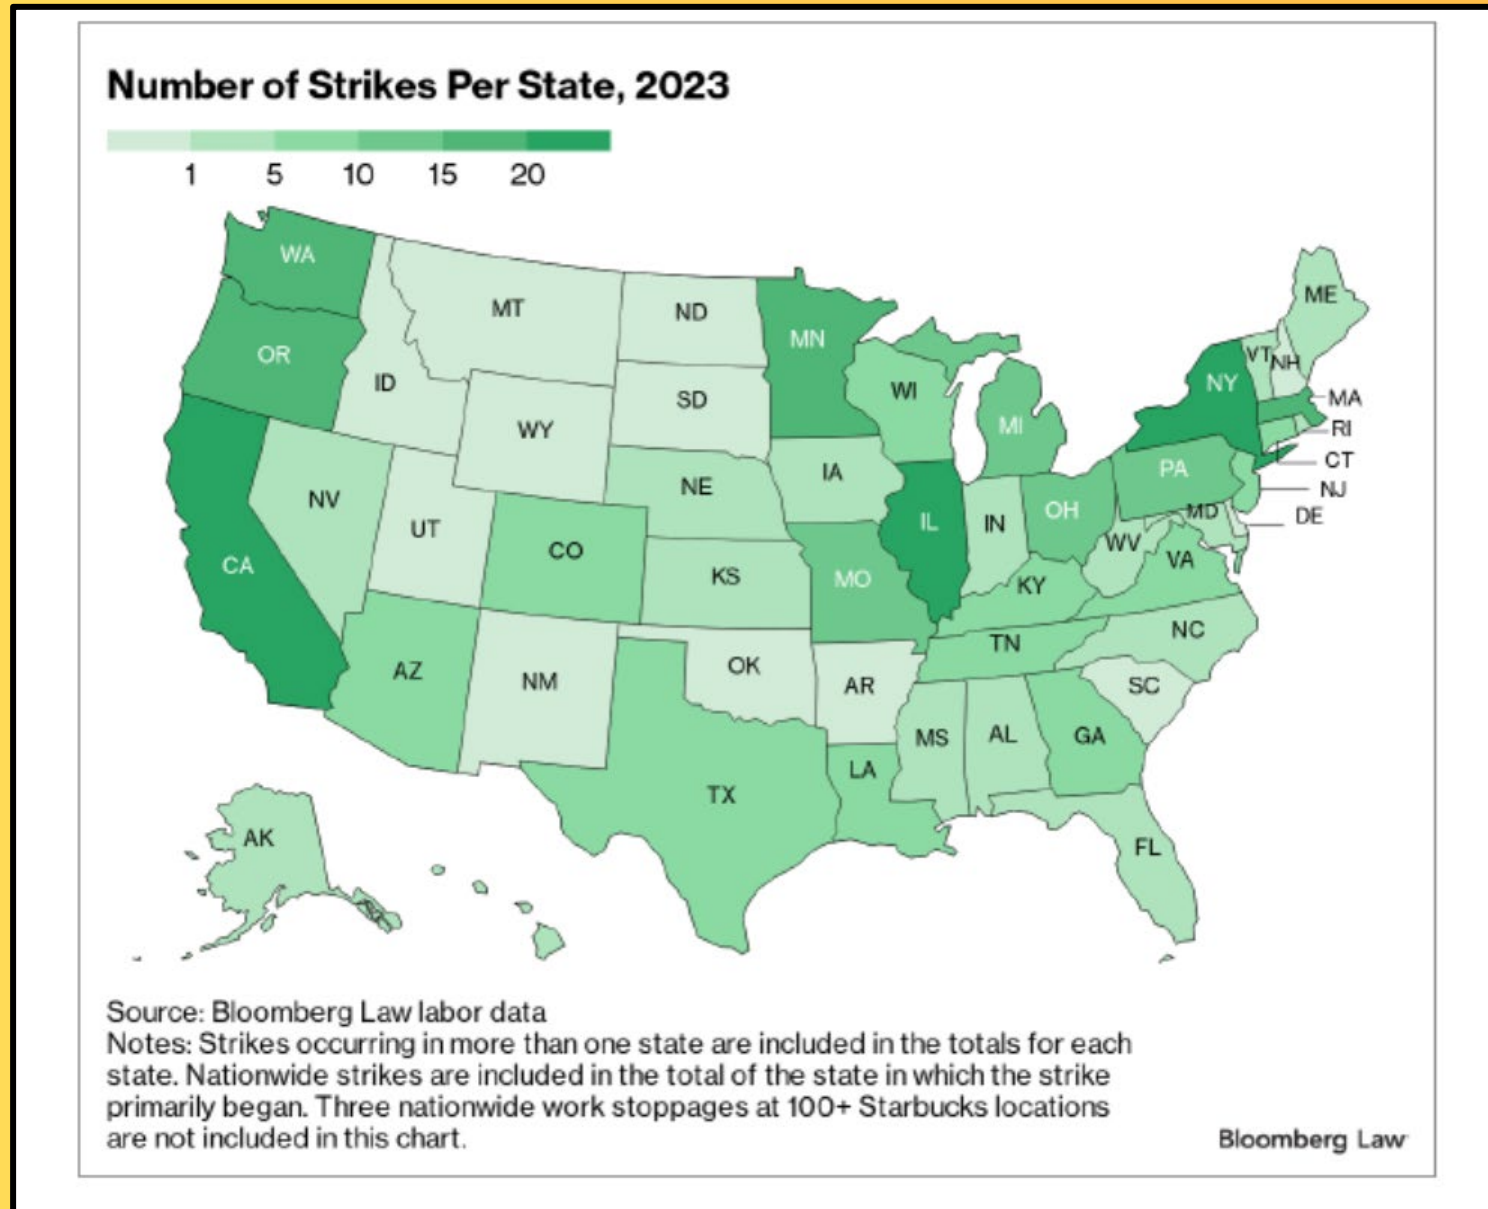 Number of Strikes Per State, 2023
1 5 10 15 20
WA
ME
MT
ND
MN
OR
VT
NH
ID
WI
NY
SD
MA
MI
WY
RI
CT
PA
IA
NE
NJ
NV
MD
DE
IL
IN
OH
UT
WV
CO
VA
CA
KS
MO
KY
NC
TN
AZ
OK
NM
AR
SC
MS
AL
GA
LA
TX
AK
FL
Source: Bloomberg Law labor data
Notes: Strikes occurring in more than one state are included in the totals for each
state. Nationwide strikes are included in the total of the state in which the strike
primarily began. Three nationwide work stoppages at 100+ Starbucks locations
are not included in this chart.
Bloomberg Law